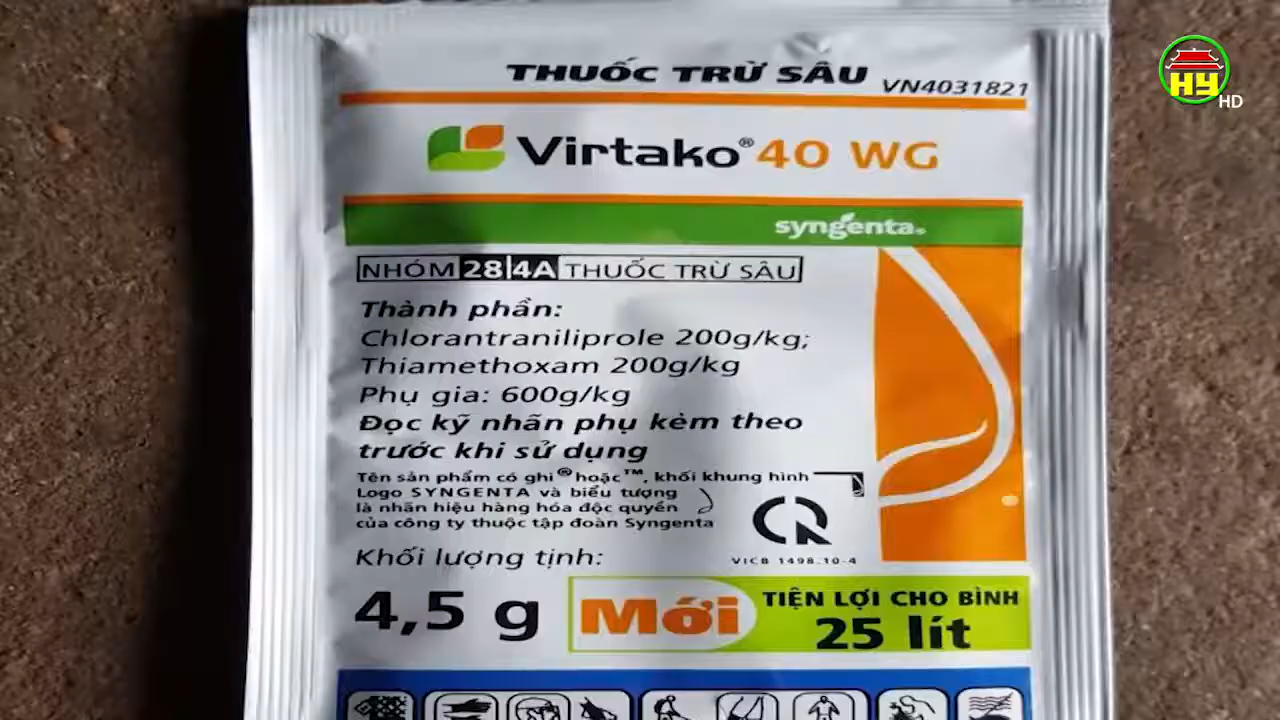 THUỐC TRỪ SÂU VN4031821
HY
HD
Virtako® 40 WG
syngenta®
NHÓM 28 4A THUỐC TRỪ SÂU
Thành phần:
Chlorantraniliprole 200g/kg;
Thiamethoxam 200g/kg
Phụ gia: 600g/kg
Đọc kỹ nhãn phụ kèm theo
trước khi sử dụng
Tên sản phẩm có ghi ® hoặc ™, khối khung hình
Logo SYNGENTA và biểu tượng
là nhãn hiệu hàng hóa độc quyền
của công ty thuộc tập đoàn Syngenta
CR
VICB 1498.10-4
Khối lượng tịnh:
4,5 g
Mới
TIỆN LỢI CHO BÌNH
25 lít